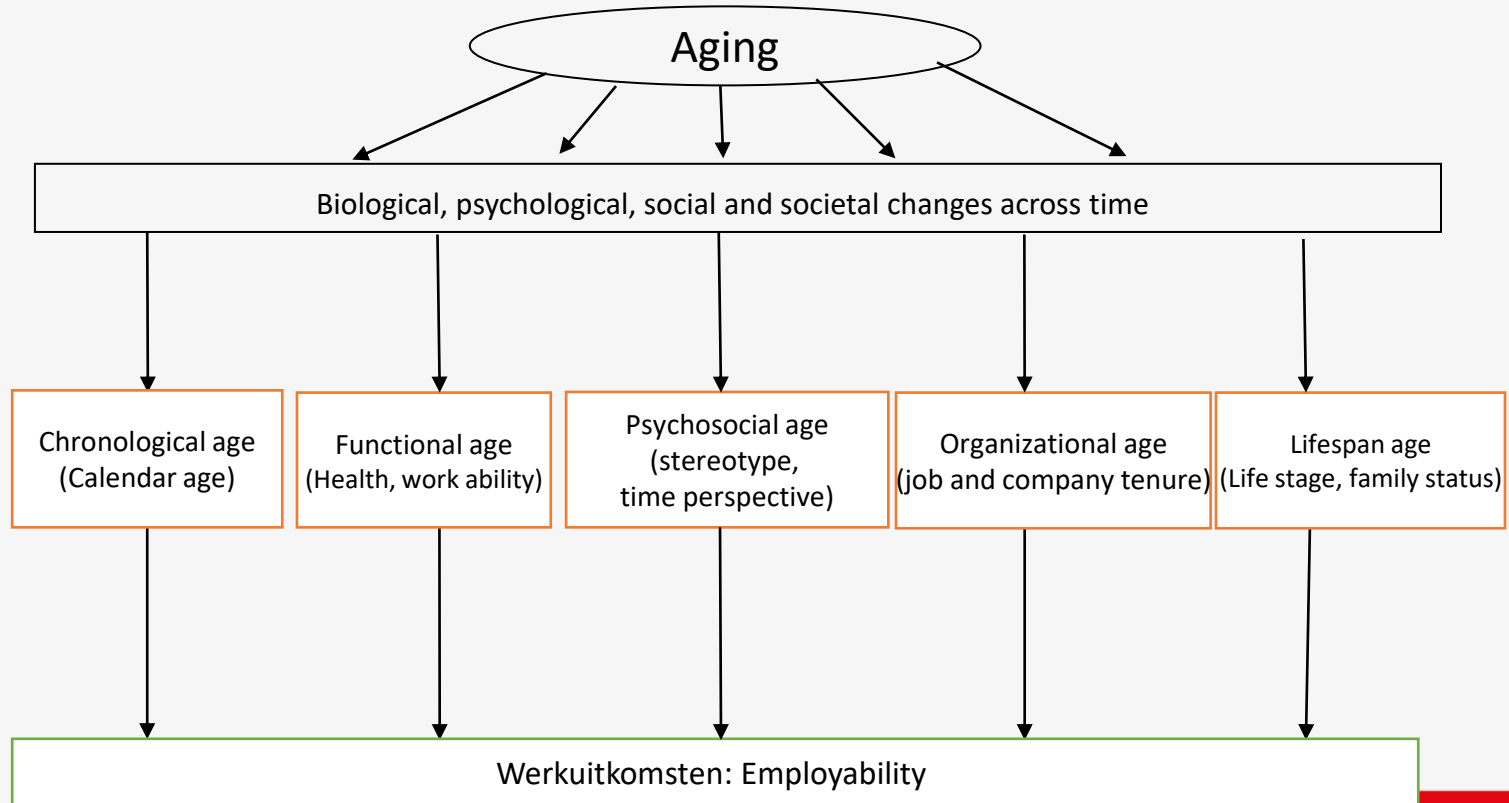 Aging
Biological, psychological, social and societal changes across time
Chronological age
(Calendar age)
Functional age
(Health, work ability)
Psychosocial age
(stereotype,
time perspective)
Organizational age
(job and company tenure)
Lifespan age
(Life stage, family status)
Werkuitkomsten: Employability